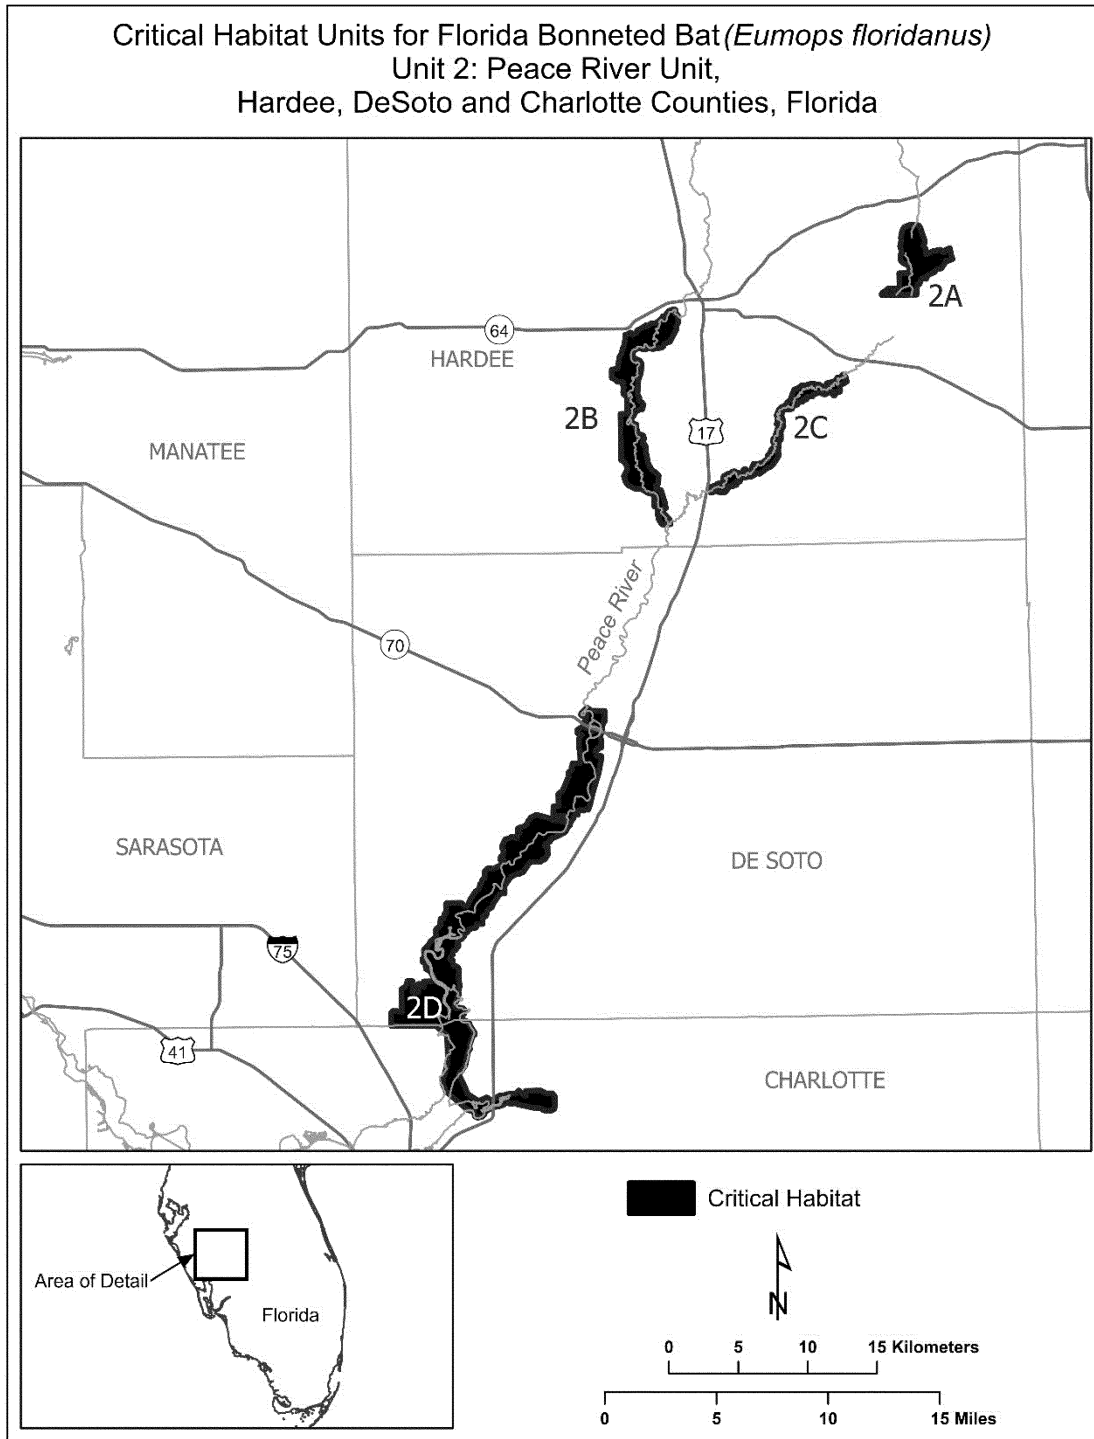 Critical Habitat Units for Florida Bonneted Bat (Eumops floridanus)
Unit 2: Peace River Unit,
Hardee, DeSoto and Charlotte Counties, Florida
2A
64
HARDEE
2B
17
2C
MANATEE
Peace River
70
SARASOTA
DE SOTO
75
2D
41
CHARLOTTE
Area of Detail
Florida
Critical Habitat
N
0 5 10 15 Kilometers
0 5 10 15 Miles